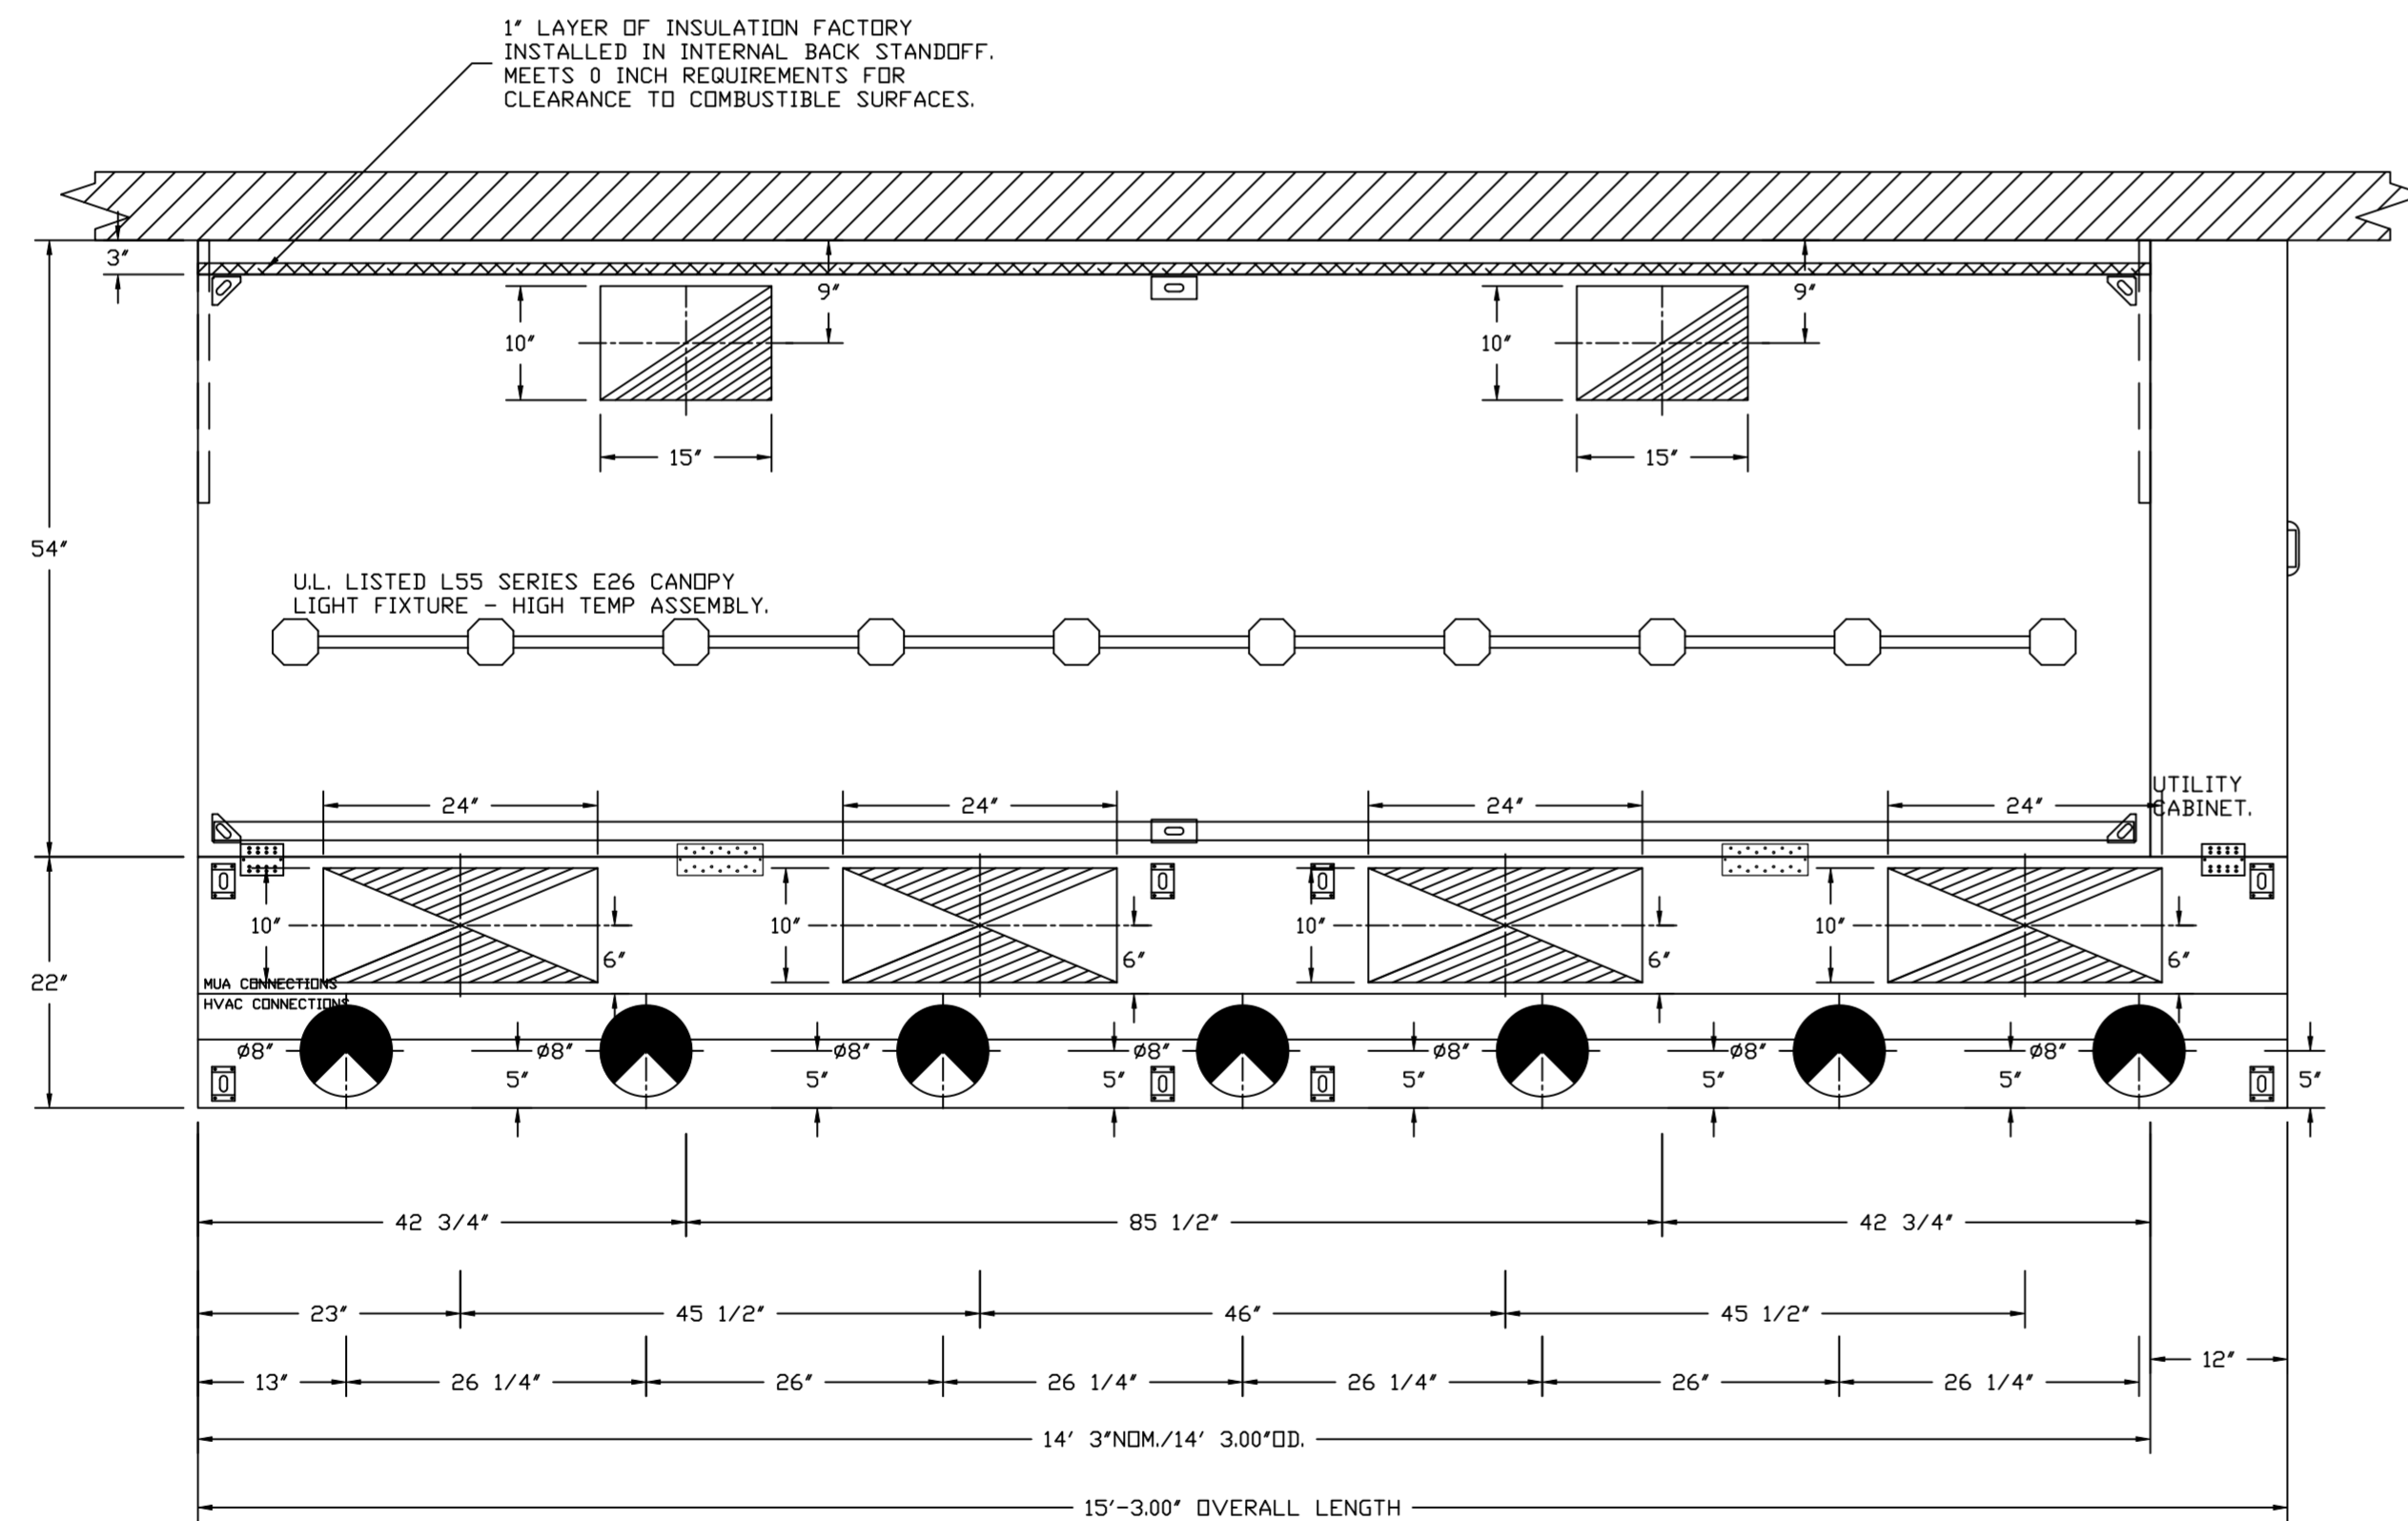 1" LAYER OF INSULATION FACTORY
INSTALLED IN INTERNAL BACK STANDOFF.
MEETS 0 INCH REQUIREMENTS FOR
CLEARANCE TO COMBUSTIBLE SURFACES.
3"
9"
9"
10"
10"
15"
15"
54"
U.L. LISTED L55 SERIES E26 CANOPY
LIGHT FIXTURE - HIGH TEMP ASSEMBLY.
UTILITY
CABINET.
24"
24"
24"
24"
10"
10"
10"
10"
6"
6"
6"
6"
22"
MUA CONNECTIONS
HVAC CONNECTIONS
ø8"
ø8"
ø8"
ø8"
ø8"
ø8"
ø8"
5"
5"
5"
5"
5"
5"
5"
42 3/4"
85 1/2"
42 3/4"
23"
45 1/2"
46"
45 1/2"
12"
13"
26 1/4"
26"
26 1/4"
26 1/4"
26"
26 1/4"
14' 3"NOM./14' 3.00"OD.
15'-3.00" OVERALL LENGTH